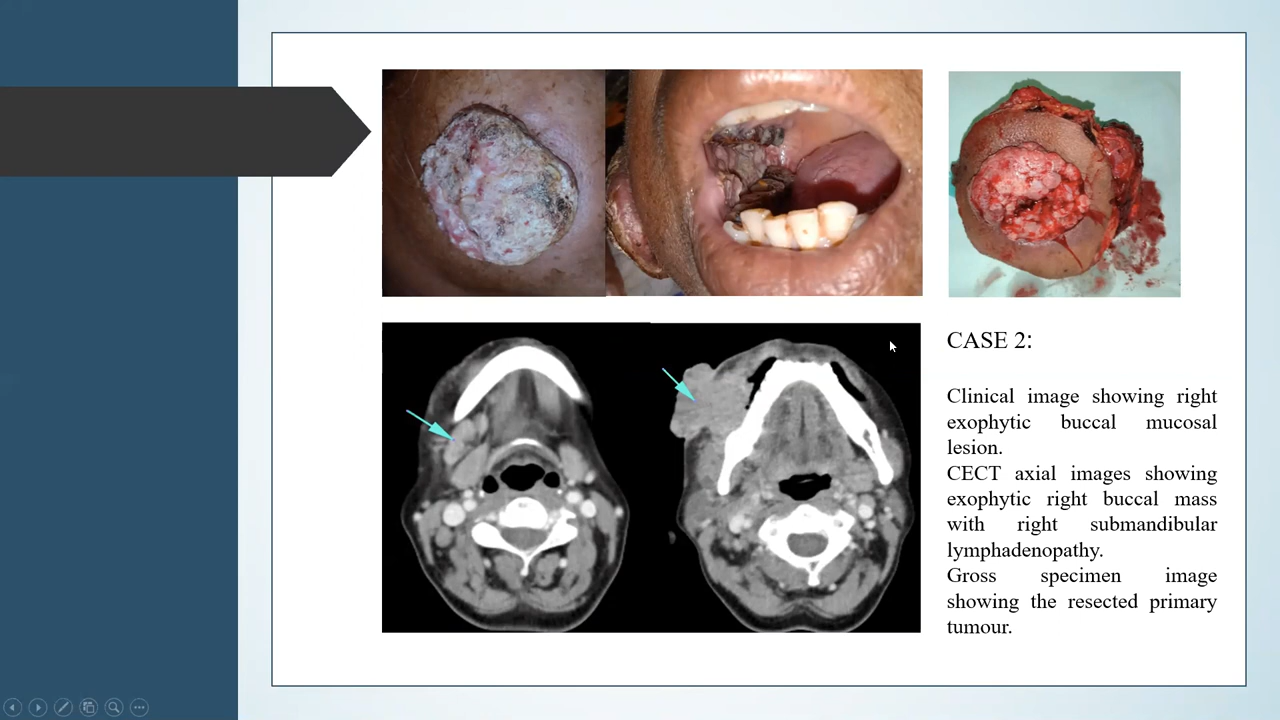 CASE 2:
Clinical image showing right
exophytic buccal mucosal
lesion.
CECT axial images showing
exophytic right buccal mass
with right submandibular
lymphadenopathy.
Gross specimen image
showing the resected primary
tumour.